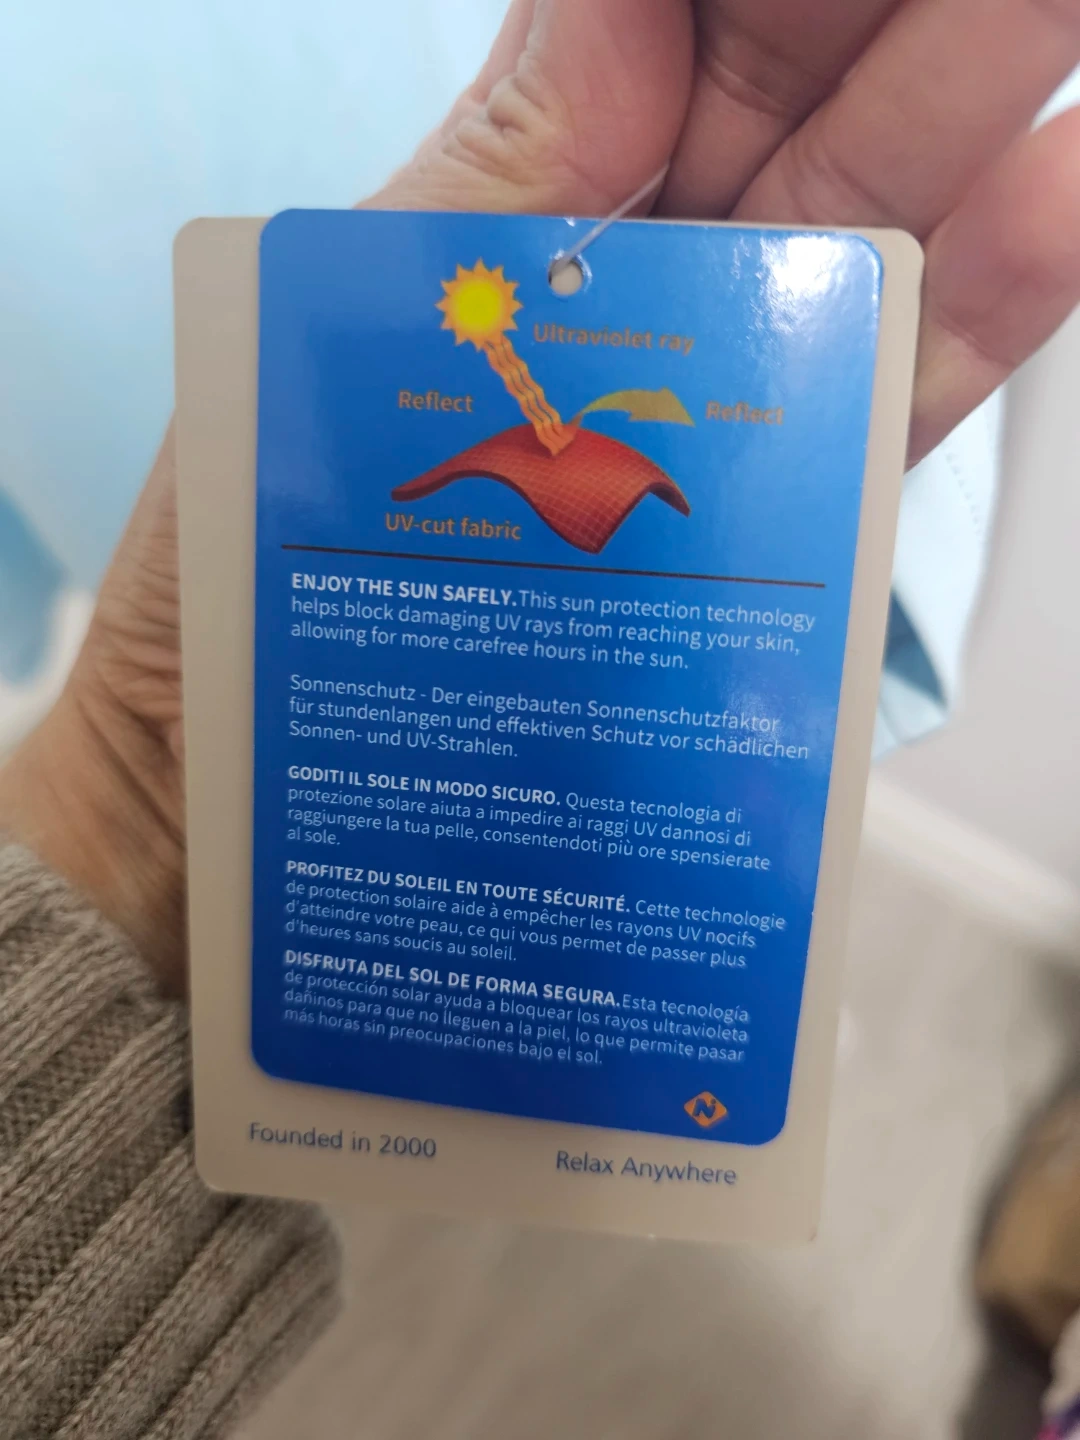 Ultraviolet ray
Reflect
Reflect
UV-cut fabric
ENJOY THE SUN SAFELY.This sun protection technology
helps block damaging UV rays from reaching your skin,
allowing for more carefree hours in the sun.
Sonnenschutz - Der eingebauten Sonnenschutzfaktor
für stundenlangen und effektiven Schutz vor schädlichen
Sonnen- und UV-Strahlen.
GODITI IL SOLE IN MODO SICURO. Questa tecnologia di
protezione solare aiuta a impedire ai raggi UV dannosi di
raggiungere la tua pelle, consentendoti più ore spensierate
al sole.
PROFITEZ DU SOLEIL EN TOUTE SÉCURITÉ. Cette technologie
de protection solaire aide à empêcher les rayons UV nocifs
d'atteindre votre peau, ce qui vous permet de passer plus
d'heures sans soucis au soleil.
DISFRUTA DEL SOL DE FORMA SEGURA.Esta tecnología
de protección solar ayuda a bloquear los rayos ultravioleta
dañinos para que no lleguen a la piel, lo que permite pasar
más horas sin preocupaciones bajo el sol.
N
Founded in 2000
Relax Anywhere